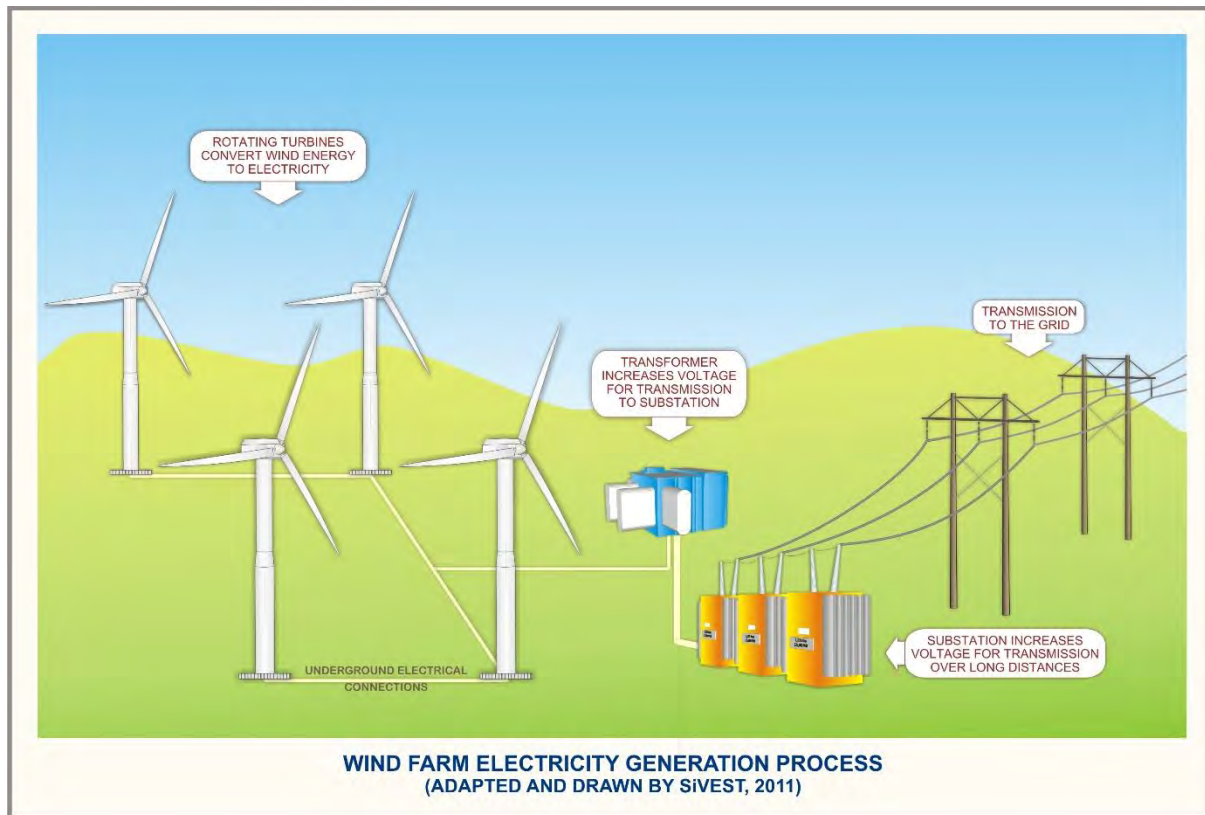 ROTATING TURBINES
CONVERT WIND ENERGY
TO ELECTRICITY
TRANSMISSION
TO THE GRID
TRANSFORMER
INCREASES VOLTAGE
FOR TRANSMISSION
TO SUBSTATION
SUBSTATION INCREASES
VOLTAGE FOR TRANSMISSION
OVER LONG DISTANCES
UNDERGROUND ELECTRICAL
CONNECTIONS
WIND FARM ELECTRICITY GENERATION PROCESS
(ADAPTED AND DRAWN BY SiVEST, 2011)